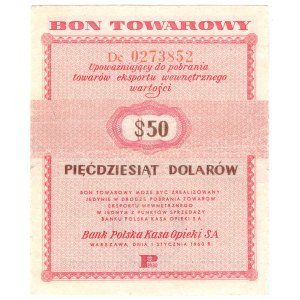 BON TOWAROWY
Dc 0273852
Upoważniający do pobrania
towarów eksportu wewnętrznego
wartości
$50
PIĘĆDZIESIĄT DOLARÓW
BON TOWAROWY MOŻE BYĆ ZREALIZOWANY
JEDYNIE W DRODZE POBRANIA TOWARÓW
EKSPORTU WEWNĘTRZNEGO
W JEDNYM Z PUNKTÓW SPRZEDAŻY
BANKU POLSKA KASA OPIEKI S.A.
Bank Polska Kasa Opieki S.A.
WARSZAWA, DNIA 1 STYCZNIA 1960 R.
P